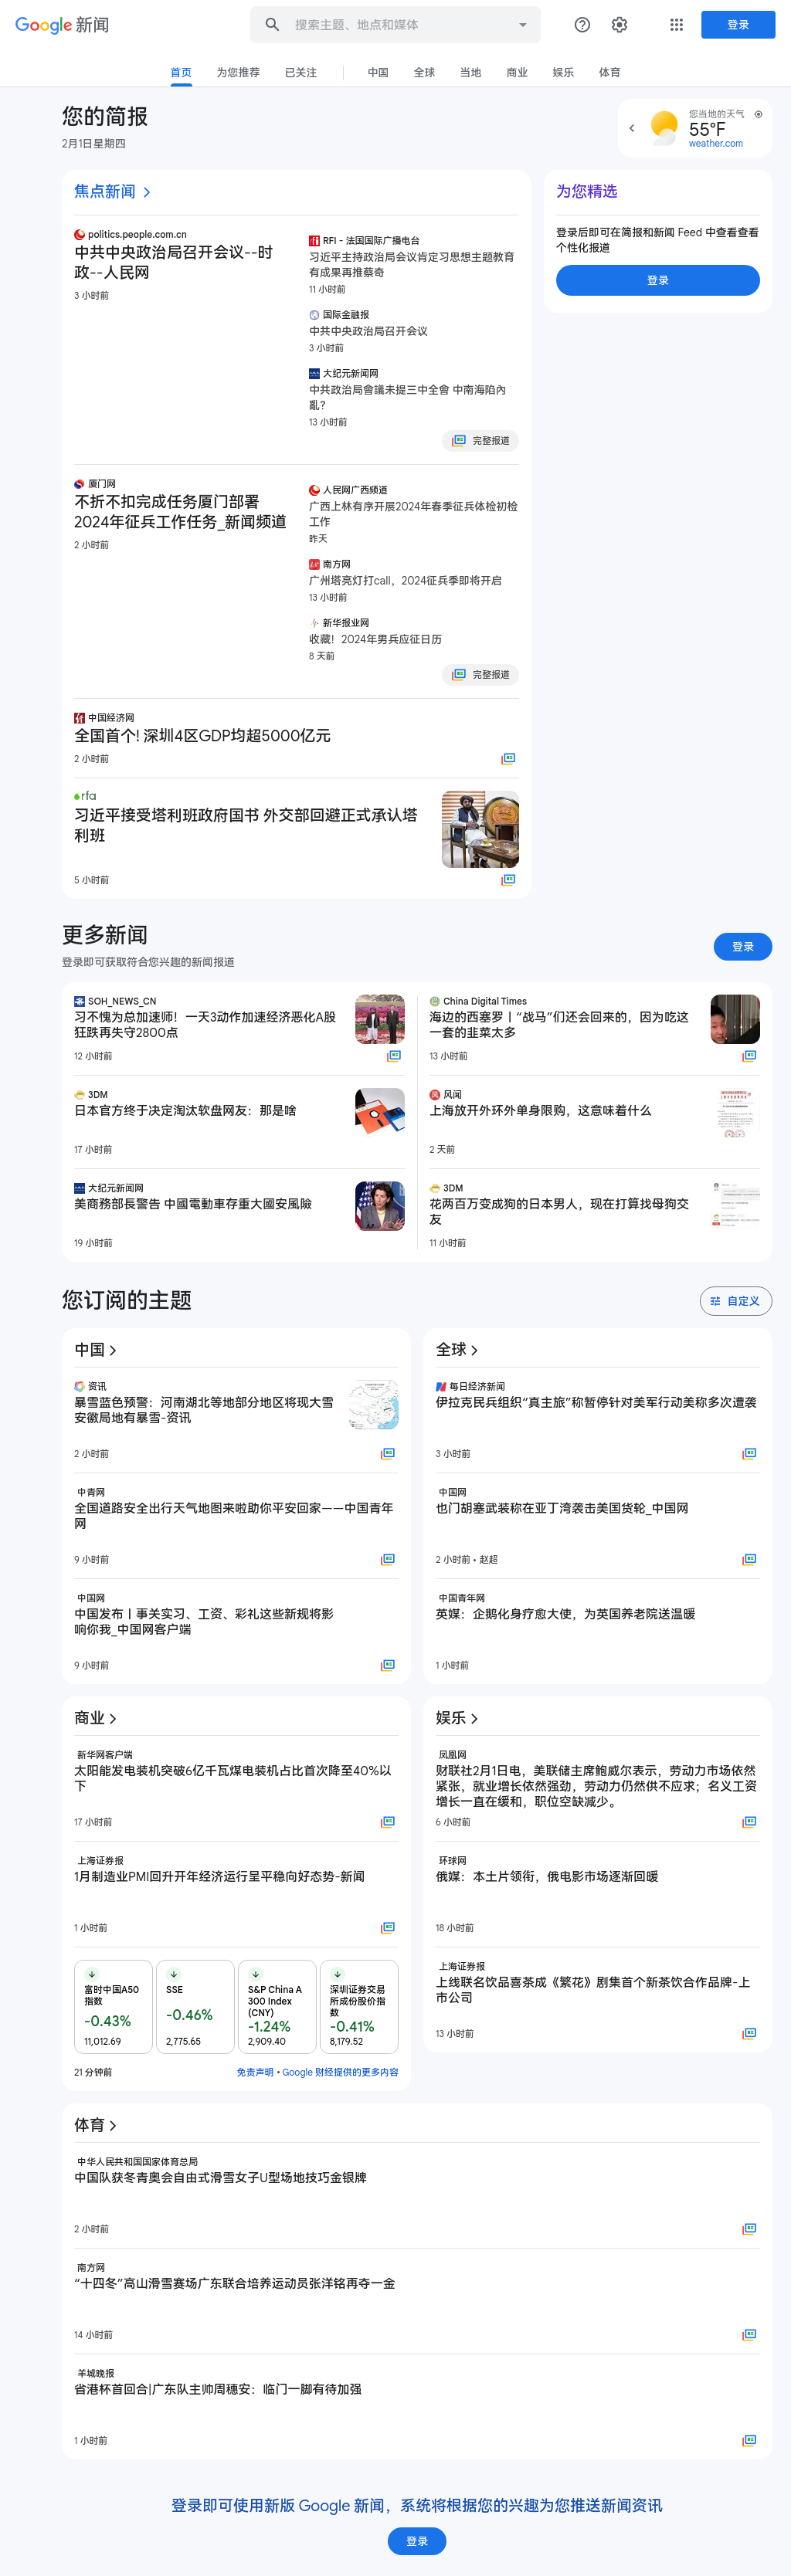 Google 新闻
搜索主题、地点和媒体
登录
首页
为您推荐
已关注
中国
全球
当地
商业
娱乐
体育
您的简报
2月1日星期四
您当地的天气
55°F
weather.com
焦点新闻
politics.people.com.cn
中共中央政治局召开会议--时
政--人民网
3 小时前
RFI - 法国国际广播电台
习近平主持政治局会议肯定习思想主题教育
有成果再推蔡奇
11 小时前
国际金融报
中共中央政治局召开会议
3 小时前
大纪元新闻网
中共政治局會議未提三中全會 中南海陷內
亂？
13 小时前
完整报道
厦门网
不折不扣完成任务厦门部署
2024年征兵工作任务_新闻频道
2 小时前
人民网广西频道
广西上林有序开展2024年春季征兵体检初检
工作
昨天
南方网
广州塔亮灯打call，2024征兵季即将开启
13 小时前
新华报业网
收藏！2024年男兵应征日历
8 天前
完整报道
中国经济网
全国首个! 深圳4区GDP均超5000亿元
2 小时前
rfa
习近平接受塔利班政府国书 外交部回避正式承认塔
利班
5 小时前
为您精选
登录后即可在简报和新闻 Feed 中查看查看
个性化报道
登录
更多新闻
登录即可获取符合您兴趣的新闻报道
登录
SOH_NEWS_CN
习不愧为总加速师！一天3动作加速经济恶化A股
狂跌再失守2800点
12 小时前
3DM
日本官方终于决定淘汰软盘网友：那是啥
17 小时前
大纪元新闻网
美商務部長警告 中國電動車存重大國安風險
19 小时前
China Digital Times
海边的西塞罗丨“战马”们还会回来的，因为吃这
一套的韭菜太多
13 小时前
风闻
上海放开外环外单身限购，这意味着什么
2 天前
3DM
花两百万变成狗的日本男人，现在打算找母狗交
友
11 小时前
您订阅的主题
自定义
中国
资讯
暴雪蓝色预警：河南湖北等地部分地区将现大雪
安徽局地有暴雪-资讯
2 小时前
中青网
全国道路安全出行天气地图来啦助你平安回家——中国青年
网
9 小时前
中国网
中国发布丨事关实习、工资、彩礼这些新规将影
响你我_中国网客户端
9 小时前
全球
每日经济新闻
伊拉克民兵组织“真主旅”称暂停针对美军行动美称多次遭袭
3 小时前
中国网
也门胡塞武装称在亚丁湾袭击美国货轮_中国网
2 小时前 • 赵超
中国青年网
英媒：企鹅化身疗愈大使，为英国养老院送温暖
1 小时前
商业
新华网客户端
太阳能发电装机突破6亿千瓦煤电装机占比首次降至40%以
下
17 小时前
上海证券报
1月制造业PMI回升开年经济运行呈平稳向好态势-新闻
1 小时前
富时中国A50
指数
-0.43%
11,012.69
SSE
-0.46%
2,775.65
S&P China A
300 Index
(CNY)
-1.24%
2,909.40
深圳证券交易
所成份股价指
数
-0.41%
8,179.52
21 分钟前
免责声明 • Google 财经提供的更多内容
娱乐
凤凰网
财联社2月1日电，美联储主席鲍威尔表示，劳动力市场依然
紧张，就业增长依然强劲，劳动力仍然供不应求；名义工资
增长一直在缓和，职位空缺减少。
6 小时前
环球网
俄媒：本土片领衔，俄电影市场逐渐回暖
18 小时前
上海证券报
上线联名饮品喜茶成《繁花》剧集首个新茶饮合作品牌-上
市公司
13 小时前
体育
中华人民共和国国家体育总局
中国队获冬青奥会自由式滑雪女子U型场地技巧金银牌
2 小时前
南方网
“十四冬”高山滑雪赛场广东联合培养运动员张洋铭再夺一金
14 小时前
羊城晚报
省港杯首回合|广东队主帅周穗安：临门一脚有待加强
1 小时前
登录即可使用新版 Google 新闻，系统将根据您的兴趣为您推送新闻资讯
登录